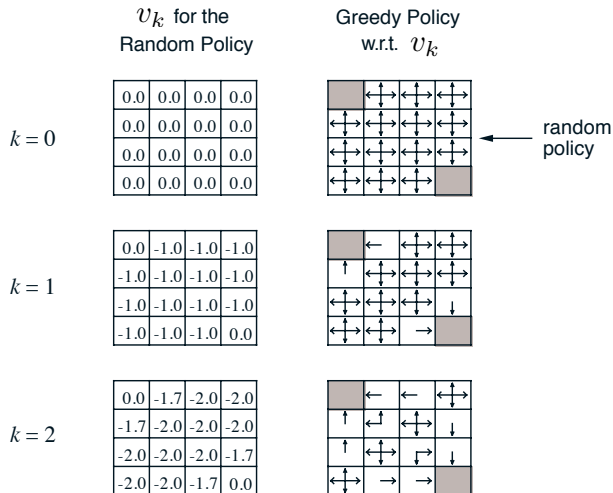 v_k for the
Random Policy
Greedy Policy
w.r.t. v_k
k = 0
0.0 0.0 0.0 0.0
0.0 0.0 0.0 0.0
0.0 0.0 0.0 0.0
0.0 0.0 0.0 0.0
random
policy
k = 1
0.0 -1.0 -1.0 -1.0
-1.0 -1.0 -1.0 -1.0
-1.0 -1.0 -1.0 -1.0
-1.0 -1.0 -1.0 0.0
k = 2
0.0 -1.7 -2.0 -2.0
-1.7 -2.0 -2.0 -2.0
-2.0 -2.0 -2.0 -1.7
-2.0 -2.0 -1.7 0.0